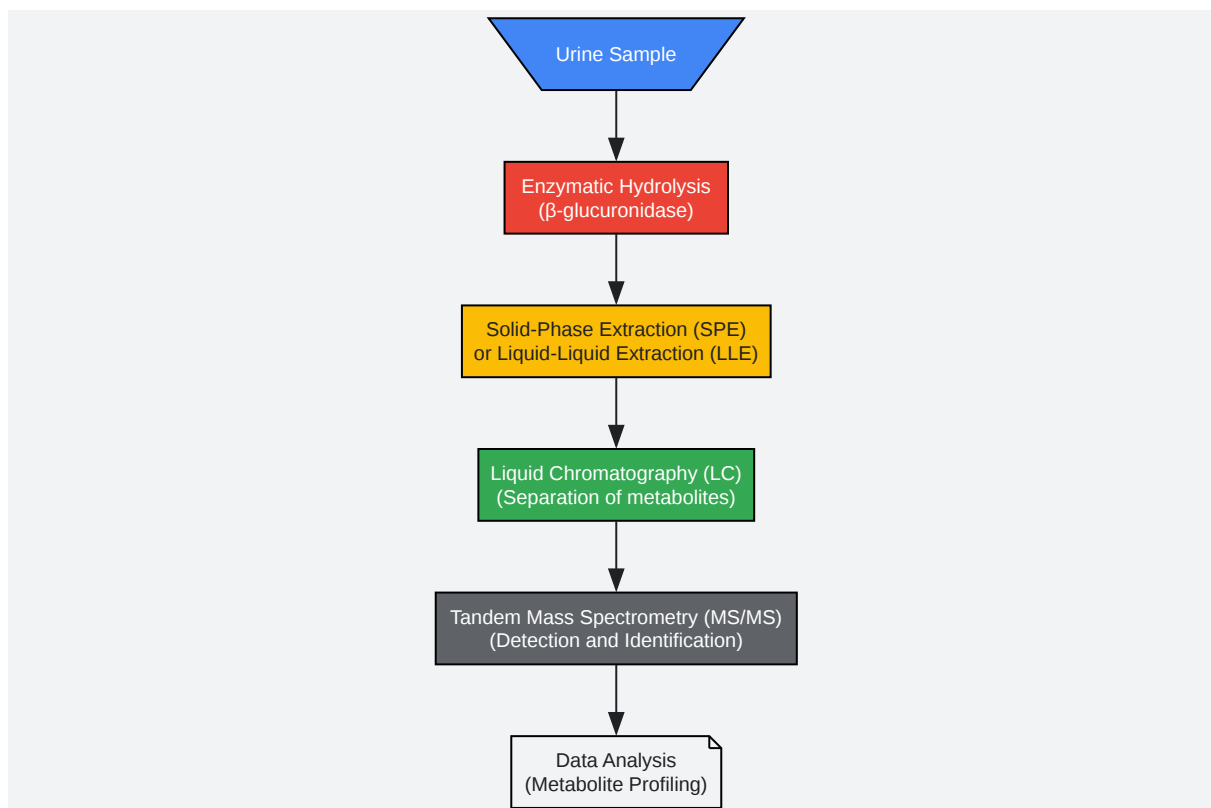 Urine Sample
Enzymatic Hydrolysis
(β-glucuronidase)
Solid-Phase Extraction (SPE)
or Liquid-Liquid Extraction (LLE)
Liquid Chromatography (LC)
(Separation of metabolites)
Tandem Mass Spectrometry (MS/MS)
(Detection and Identification)
Data Analysis
(Metabolite Profiling)